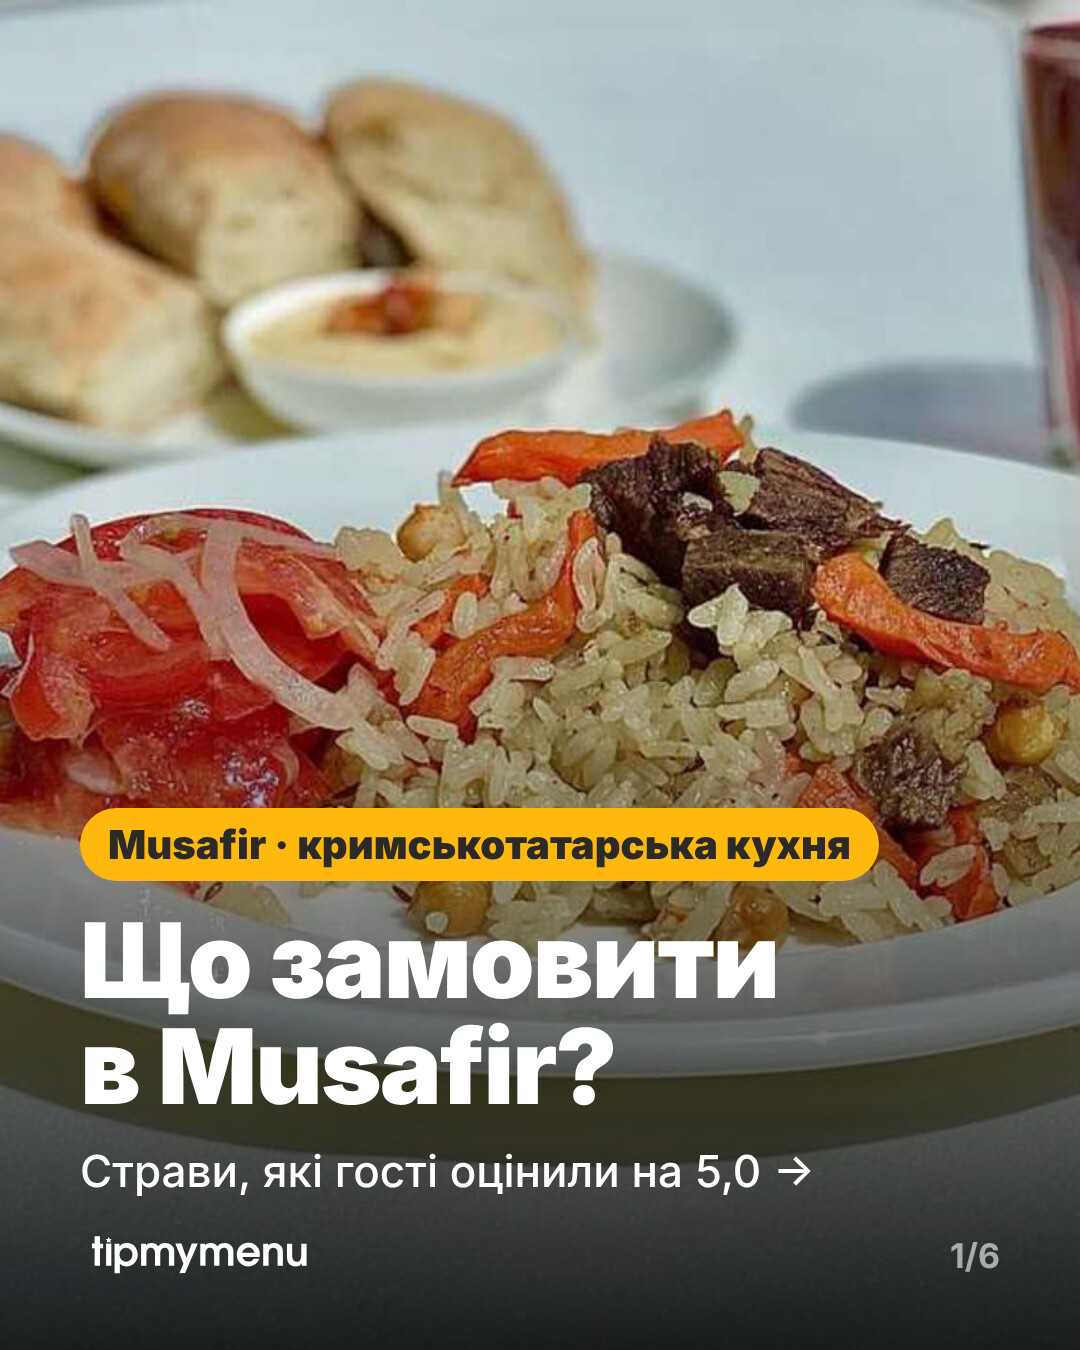 Musafir · кримськотатарська кухня
Що замовити
в Musafir?
Страви, які гості оцінили на 5,0 →
tipmymenu
1/6